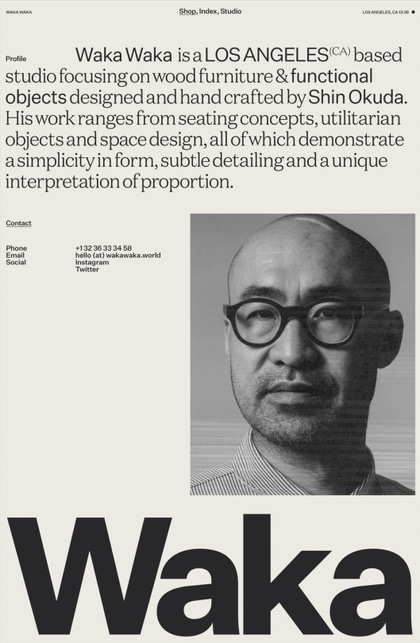 WAKA WAKA
Shop, Index, Studio
LOS ANGELES, CA 13:28
Profile
Waka Waka is a LOS ANGELES(CA) based
studio focusing on wood furniture & functional
objects designed and hand crafted by Shin Okuda.
His work ranges from seating concepts, utilitarian
objects and space design, all of which demonstrate
a simplicity in form, subtle detailing and a unique
interpretation of proportion.
Contact
Phone +1 32 36 33 34 58
Email hello (at) wakawaka.world
Social Instagram
Twitter
Waka